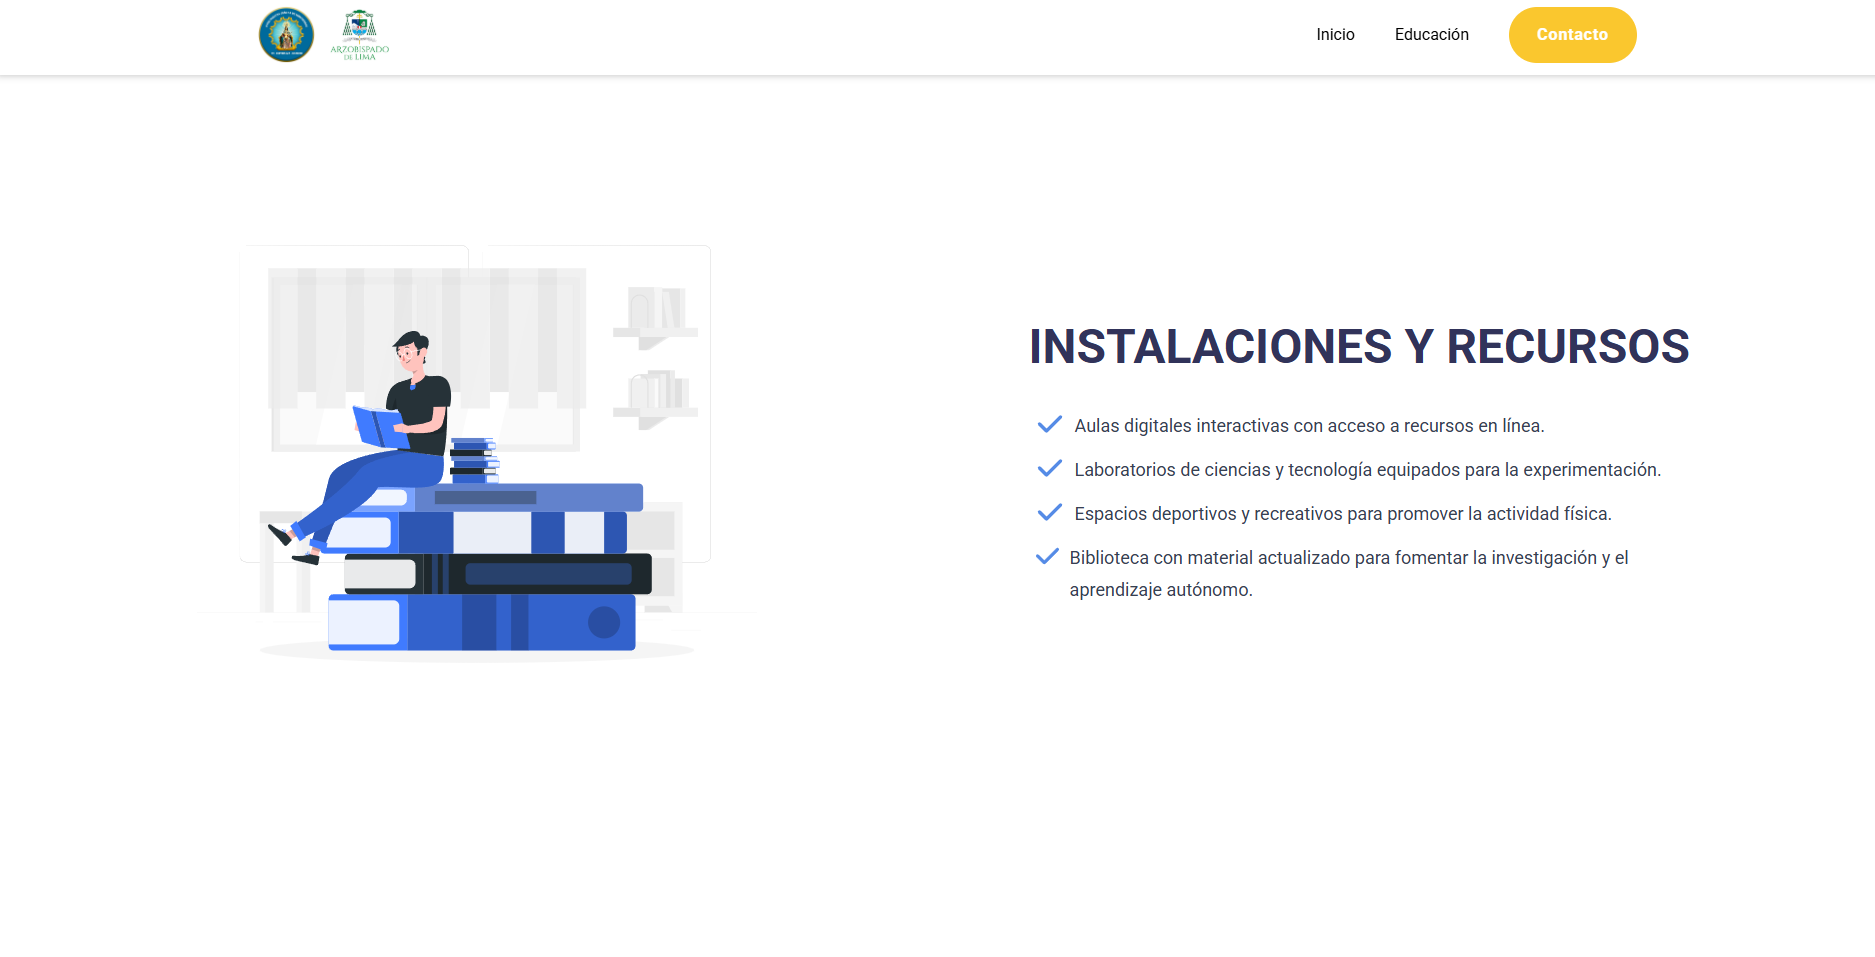 ARZOBISPADO
DE LIMA
Inicio
Educación
Contacto
INSTALACIONES Y RECURSOS
Aulas digitales interactivas con acceso a recursos en línea.
Laboratorios de ciencias y tecnología equipados para la experimentación.
Espacios deportivos y recreativos para promover la actividad física.
Biblioteca con material actualizado para fomentar la investigación y el
aprendizaje autónomo.